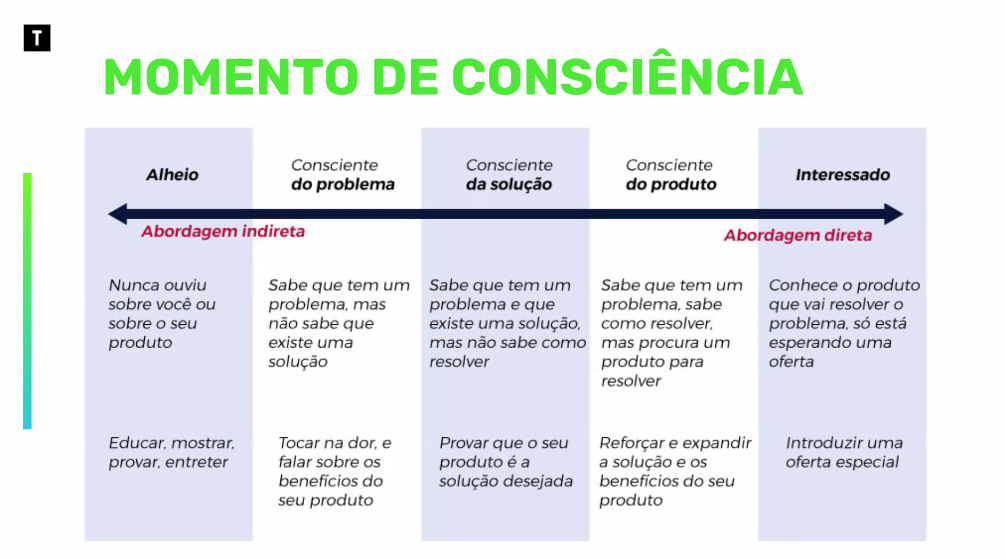 T
MOMENTO DE CONSCIÊNCIA
Alheio
Consciente
do problema
Consciente
da solução
Consciente
do produto
Interessado
Abordagem indireta
Abordagem direta
Nunca ouviu
sobre você ou
sobre o seu
produto
Sabe que tem um
problema, mas
não sabe que
existe uma
solução
Sabe que tem um
problema e que
existe uma solução,
mas não sabe como
resolver
Sabe que tem um
problema, sabe
como resolver,
mas procura um
produto para
resolver
Conhece o produto
que vai resolver o
problema, só está
esperando uma
oferta
Educar, mostrar,
provar, entreter
Tocar na dor, e
falar sobre os
benefícios do
seu produto
Provar que o seu
produto é a
solução desejada
Reforçar e expandir
a solução e os
benefícios do seu
produto
Introduzir uma
oferta especial